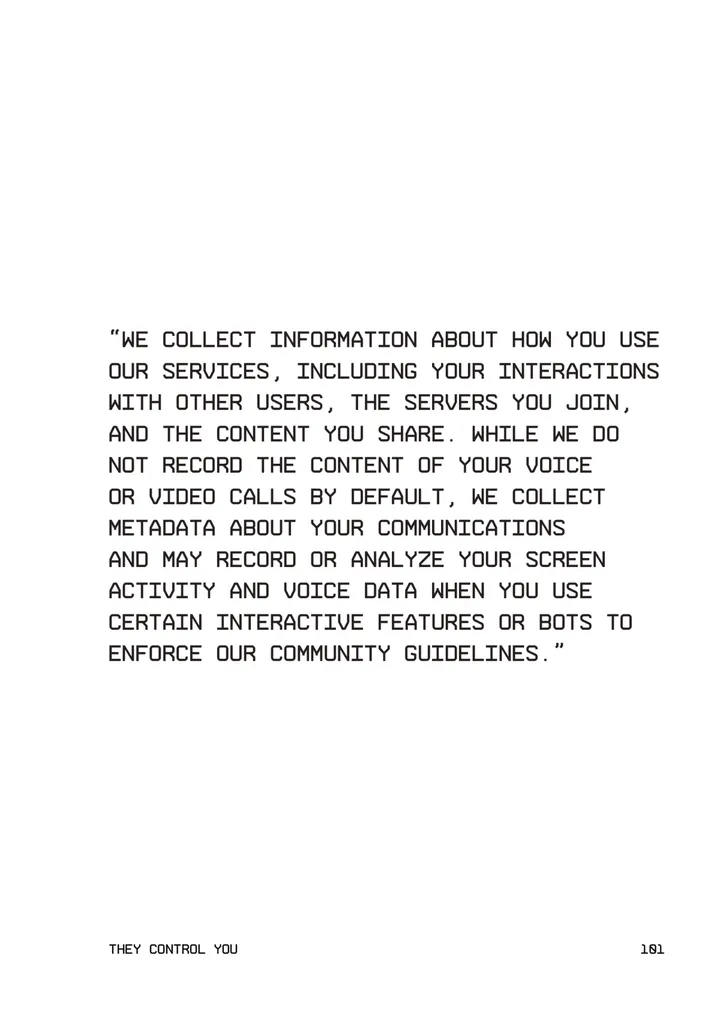 “WE COLLECT INFORMATION ABOUT HOW YOU USE
OUR SERVICES, INCLUDING YOUR INTERACTIONS
WITH OTHER USERS, THE SERVERS YOU JOIN,
AND THE CONTENT YOU SHARE. WHILE WE DO
NOT RECORD THE CONTENT OF YOUR VOICE
OR VIDEO CALLS BY DEFAULT, WE COLLECT
METADATA ABOUT YOUR COMMUNICATIONS
AND MAY RECORD OR ANALYZE YOUR SCREEN
ACTIVITY AND VOICE DATA WHEN YOU USE
CERTAIN INTERACTIVE FEATURES OR BOTS TO
ENFORCE OUR COMMUNITY GUIDELINES.”
THEY CONTROL YOU 101